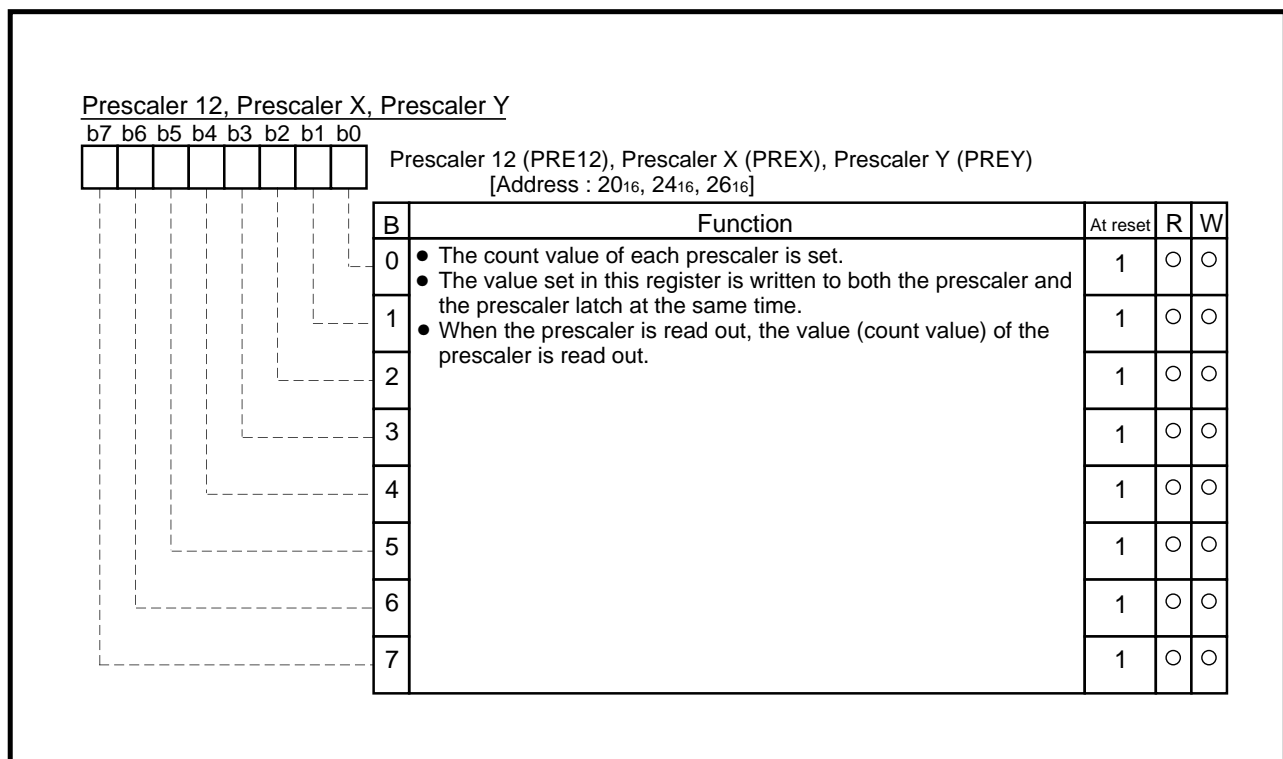 Prescaler 12, Prescaler X, Prescaler Y
b7 b6 b5 b4 b3 b2 b1 b0
Prescaler 12 (PRE12), Prescaler X (PREX), Prescaler Y (PREY)
[Address : 20₁₆, 24₁₆, 26₁₆]
B Function At reset R W
0 ● The count value of each prescaler is set. 1 ○ ○
● The value set in this register is written to both the prescaler and
the prescaler latch at the same time.
1 1 ○ ○
● When the prescaler is read out, the value (count value) of the
prescaler is read out.
2 1 ○ ○
3 1 ○ ○
4 1 ○ ○
5 1 ○ ○
6 1 ○ ○
7 1 ○ ○